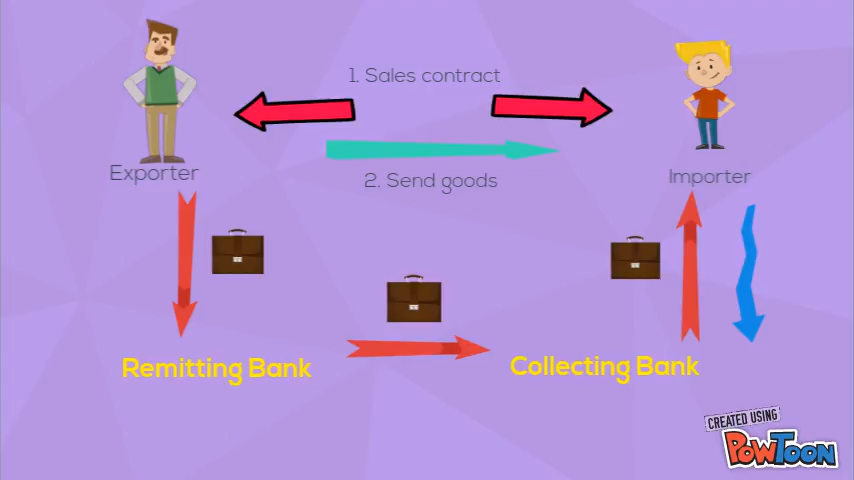 1. Sales contract
Exporter
2. Send goods
Importer
Remitting Bank
Collecting Bank
CREATED USING
POWTOON